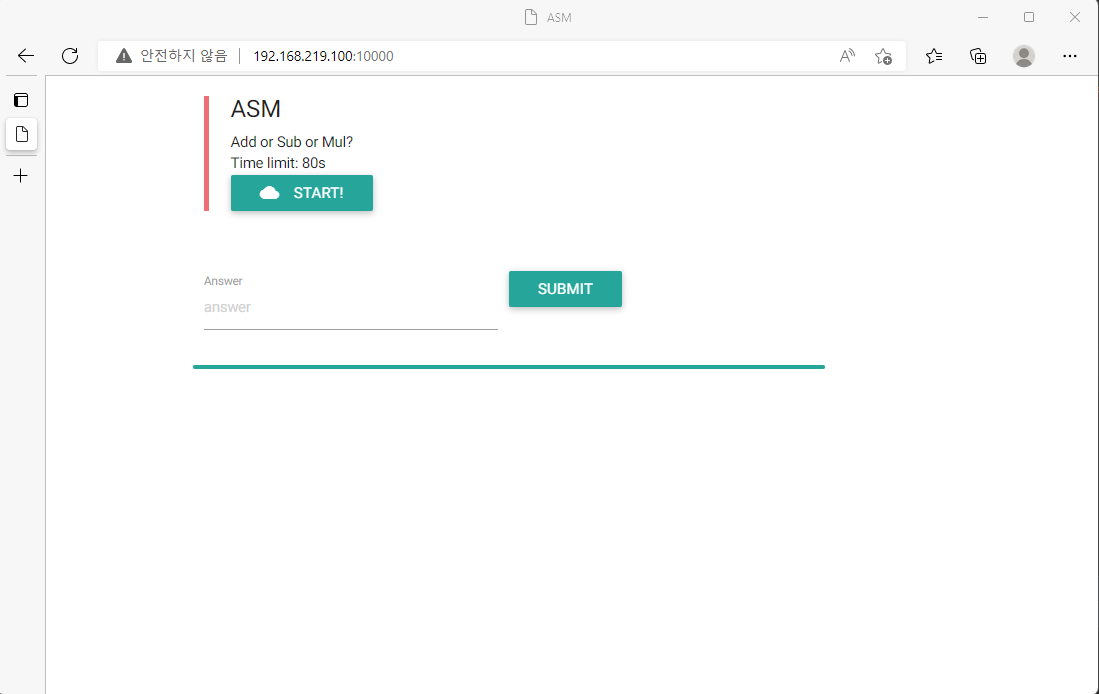 ASM
안전하지 않음 192.168.219.100:10000
ASM
Add or Sub or Mul?
Time limit: 80s
START!
Answer
answer
SUBMIT